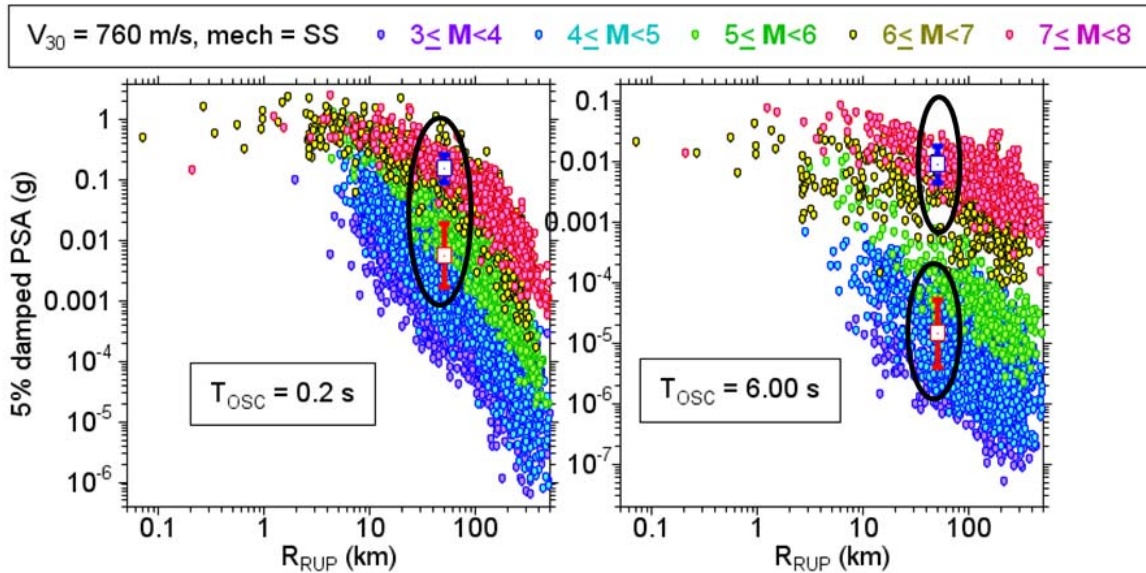 V30 = 760 m/s, mech = SS 3≤ M<4 4≤ M<5 5≤ M<6 6≤ M<7 7≤ M<8
5% damped PSA (g)
1
0.1
0.01
0.001
10-4
10-5
10-6
TOSC = 0.2 s
0.1 1 10 100
RRUP (km)
0.1
0.01
0.001
10-4
10-5
10-6
10-7
TOSC = 6.00 s
0.1 1 10 100
RRUP (km)